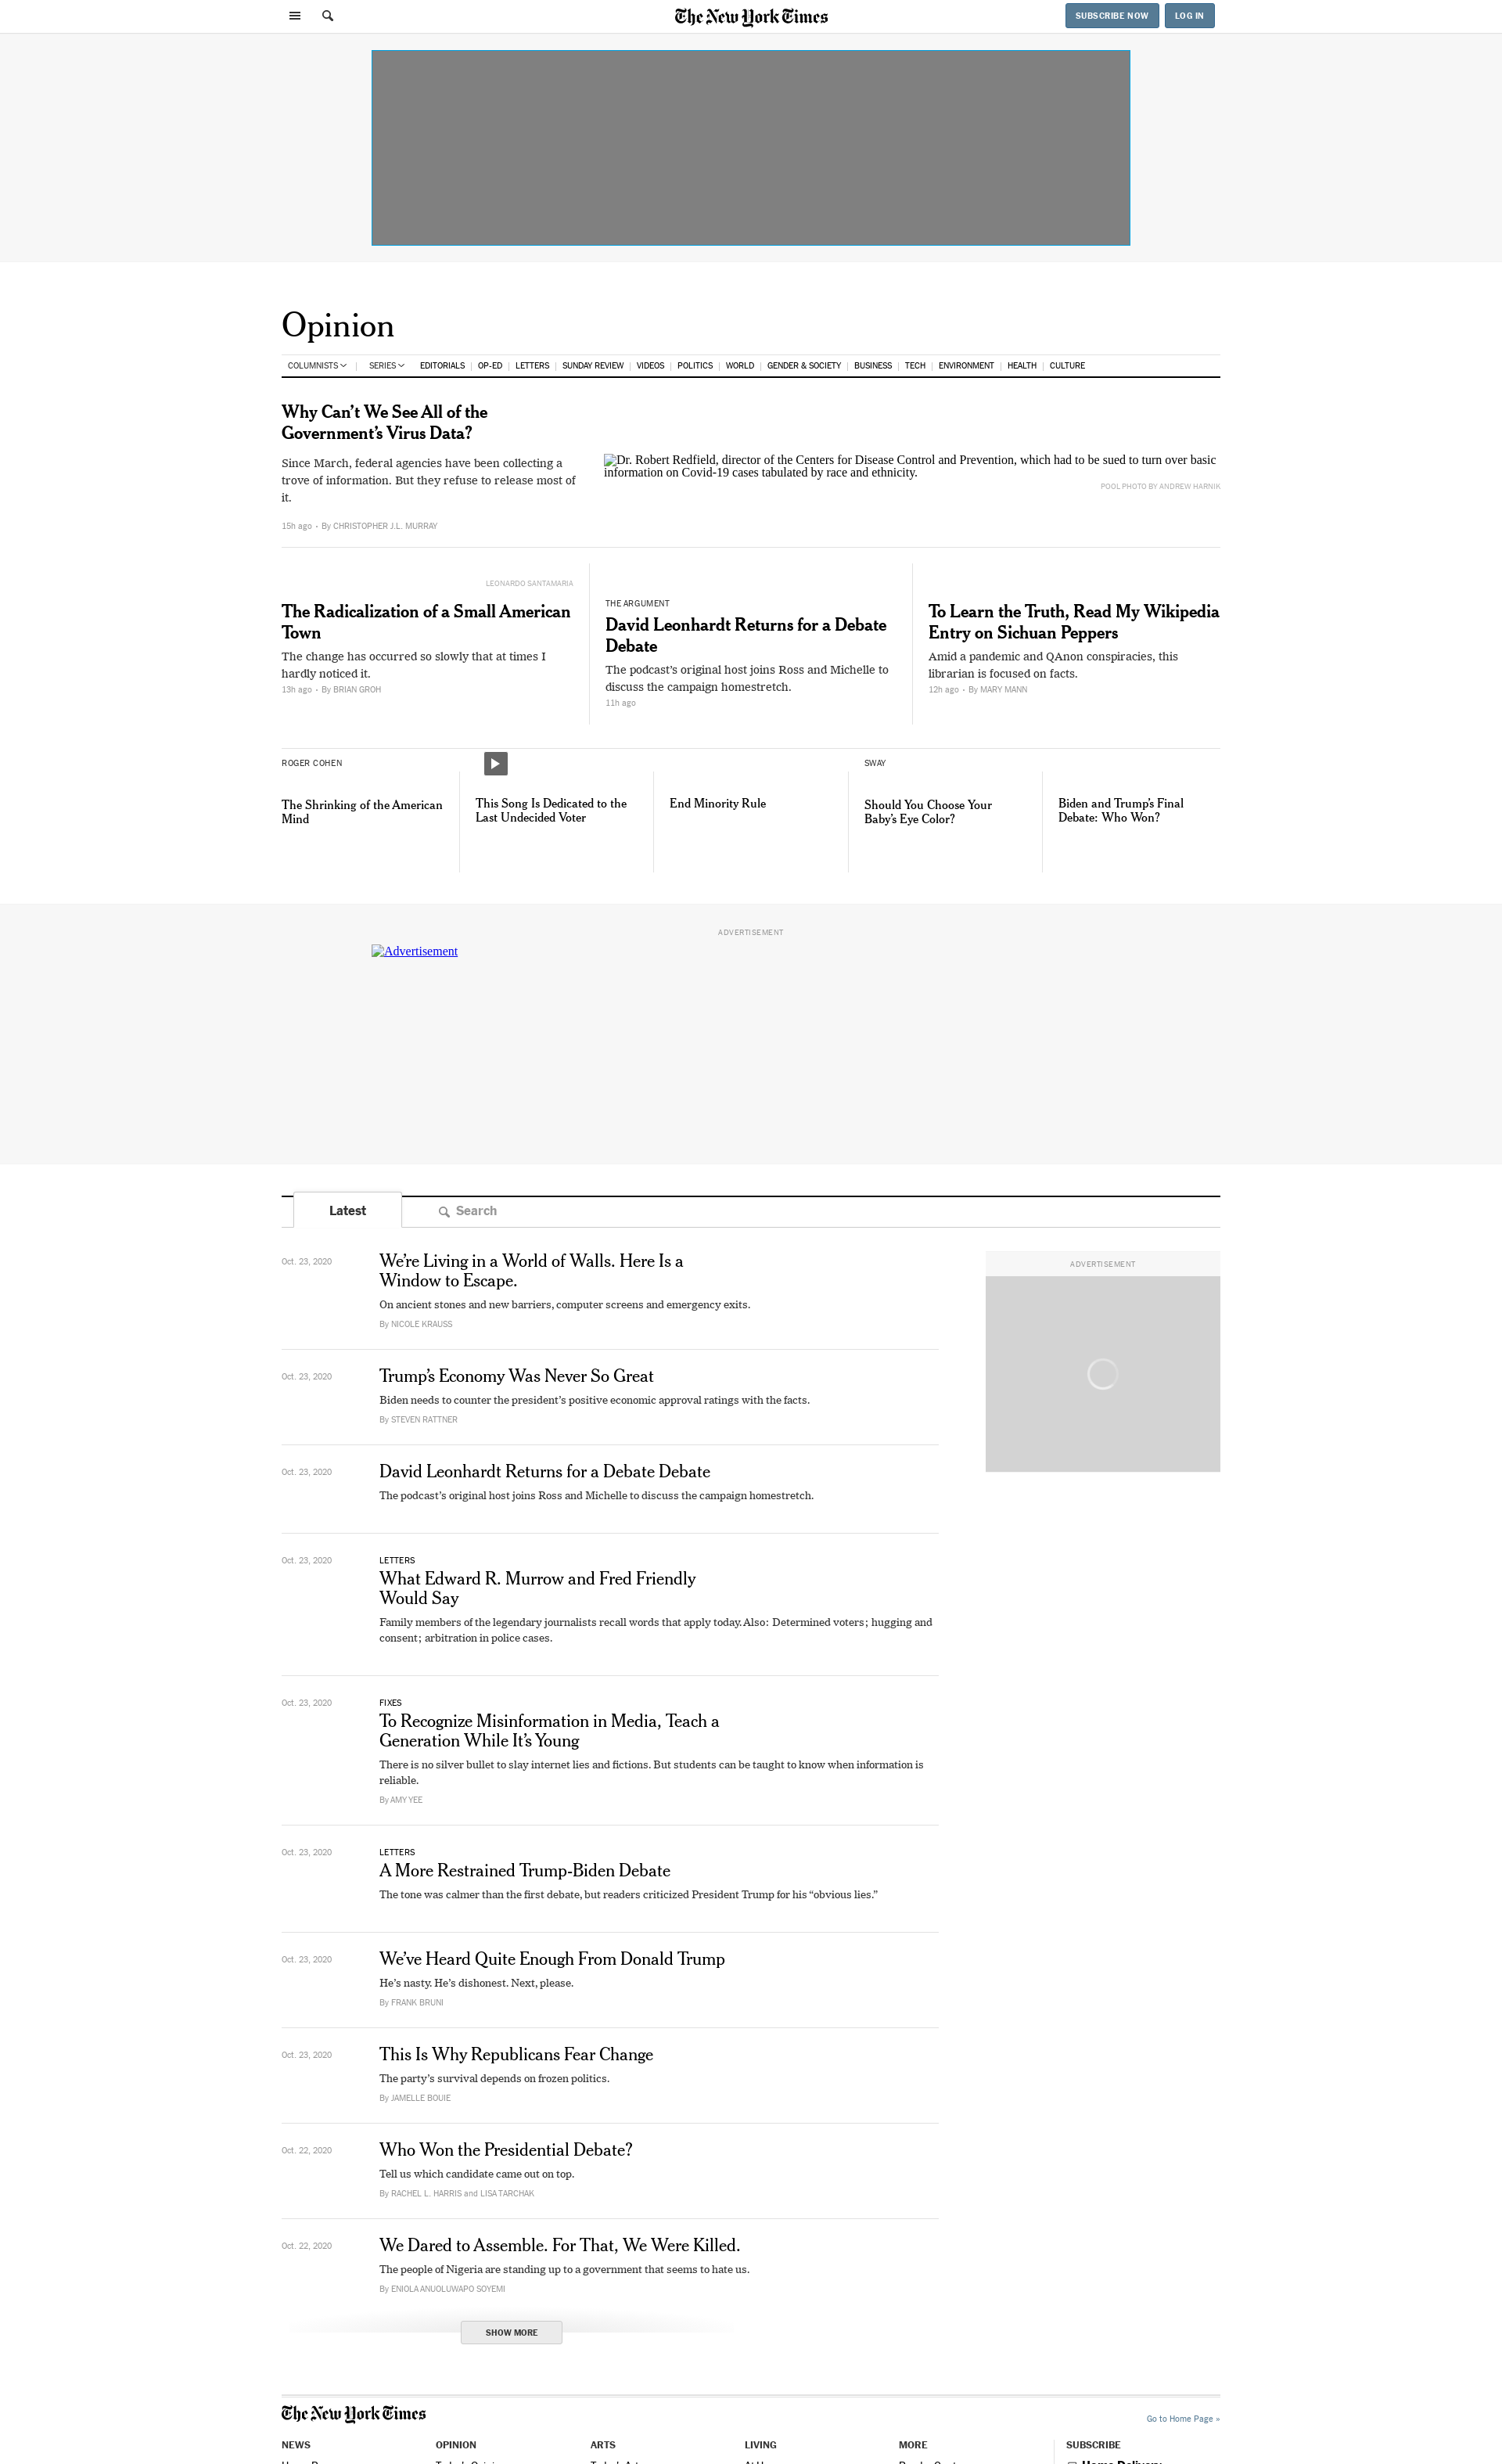 The New York Times
SUBSCRIBE NOW
LOG IN
Opinion
COLUMNISTS | SERIES EDITORIALS | OP-ED | LETTERS | SUNDAY REVIEW | VIDEOS | POLITICS | WORLD | GENDER & SOCIETY | BUSINESS | TECH | ENVIRONMENT | HEALTH | CULTURE
Why Can’t We See All of the
Government’s Virus Data?
Since March, federal agencies have been collecting a
trove of information. But they refuse to release most of
it.
15h ago • By CHRISTOPHER J.L. MURRAY
Dr. Robert Redfield, director of the Centers for Disease Control and Prevention, which had to be sued to turn over basic
information on Covid-19 cases tabulated by race and ethnicity.
POOL PHOTO BY ANDREW HARNIK
LEONARDO SANTAMARIA
The Radicalization of a Small American
Town
The change has occurred so slowly that at times I
hardly noticed it.
13h ago • By BRIAN GROH
THE ARGUMENT
David Leonhardt Returns for a Debate
Debate
The podcast’s original host joins Ross and Michelle to
discuss the campaign homestretch.
11h ago
To Learn the Truth, Read My Wikipedia
Entry on Sichuan Peppers
Amid a pandemic and QAnon conspiracies, this
librarian is focused on facts.
12h ago • By MARY MANN
ROGER COHEN
The Shrinking of the American
Mind
This Song Is Dedicated to the
Last Undecided Voter
End Minority Rule
SWAY
Should You Choose Your
Baby’s Eye Color?
Biden and Trump’s Final
Debate: Who Won?
ADVERTISEMENT
Advertisement
Latest
Search
Oct. 23, 2020
We’re Living in a World of Walls. Here Is a
Window to Escape.
On ancient stones and new barriers, computer screens and emergency exits.
By NICOLE KRAUSS
ADVERTISEMENT
Oct. 23, 2020
Trump’s Economy Was Never So Great
Biden needs to counter the president’s positive economic approval ratings with the facts.
By STEVEN RATTNER
Oct. 23, 2020
David Leonhardt Returns for a Debate Debate
The podcast’s original host joins Ross and Michelle to discuss the campaign homestretch.
Oct. 23, 2020
LETTERS
What Edward R. Murrow and Fred Friendly
Would Say
Family members of the legendary journalists recall words that apply today. Also: Determined voters; hugging and
consent; arbitration in police cases.
Oct. 23, 2020
FIXES
To Recognize Misinformation in Media, Teach a
Generation While It’s Young
There is no silver bullet to slay internet lies and fictions. But students can be taught to know when information is
reliable.
By AMY YEE
Oct. 23, 2020
LETTERS
A More Restrained Trump-Biden Debate
The tone was calmer than the first debate, but readers criticized President Trump for his “obvious lies.”
Oct. 23, 2020
We’ve Heard Quite Enough From Donald Trump
He’s nasty. He’s dishonest. Next, please.
By FRANK BRUNI
Oct. 23, 2020
This Is Why Republicans Fear Change
The party’s survival depends on frozen politics.
By JAMELLE BOUIE
Oct. 22, 2020
Who Won the Presidential Debate?
Tell us which candidate came out on top.
By RACHEL L. HARRIS and LISA TARCHAK
Oct. 22, 2020
We Dared to Assemble. For That, We Were Killed.
The people of Nigeria are standing up to a government that seems to hate us.
By ENIOLA ANUOLUWAPO SOYEMI
SHOW MORE
The New York Times
Go to Home Page »
NEWS
OPINION
ARTS
LIVING
MORE
SUBSCRIBE